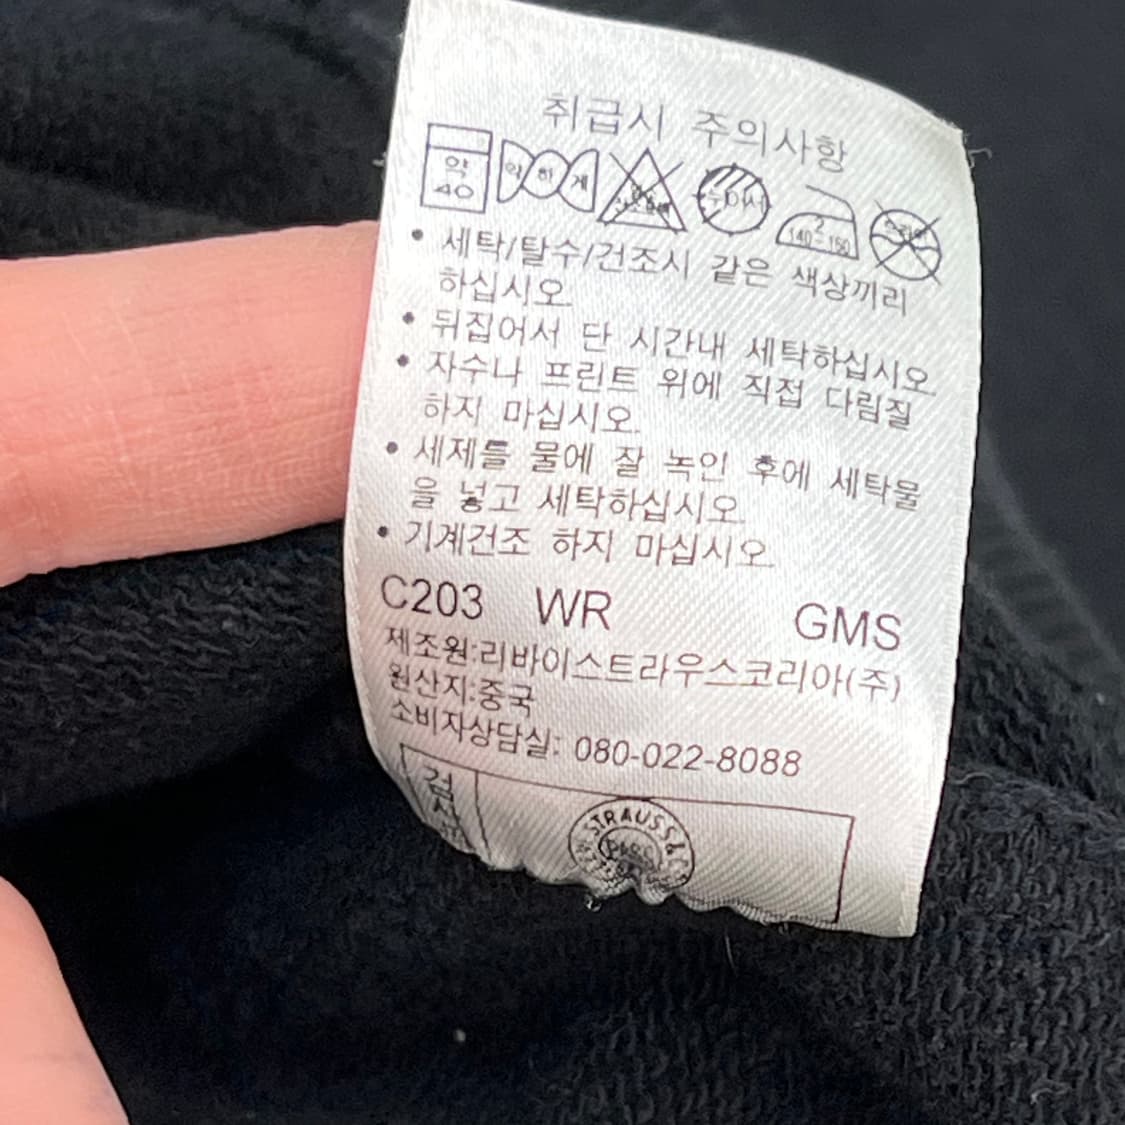 취급시 주의사항
약 40 약 하 게 뉘어서 2 140-160
• 세탁/탈수/건조시 같은 색상끼리
하십시오.
• 뒤집어서 단 시간내 세탁하십시오.
• 자수나 프린트 위에 직접 다림질
하지 마십시오.
• 세제를 물에 잘 녹인 후에 세탁물
을 넣고 세탁하십시오.
• 기계건조 하지 마십시오.
C203 WR GMS
제조원:리바이스트라우스코리아(주)
원산지:중국
소비자상담실: 080-022-8088
STRAUSS&C